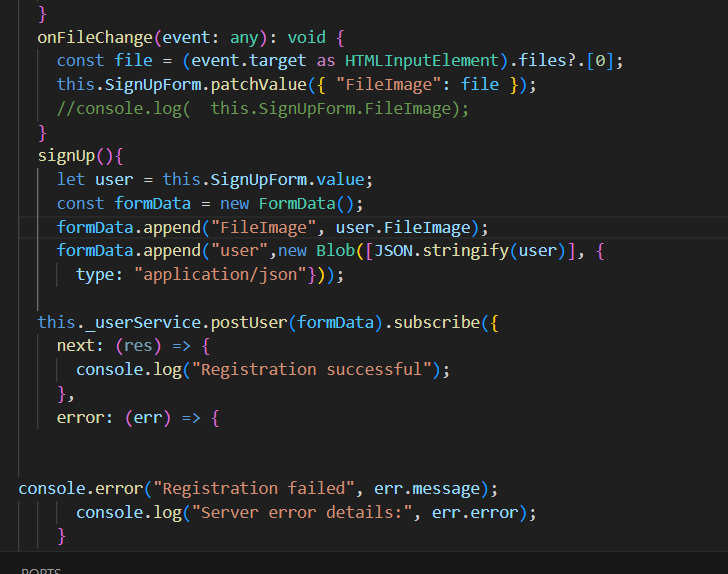 }
onFileChange(event: any): void {
const file = (event.target as HTMLInputElement).files?.[0];
this.SignUpForm.patchValue({ "FileImage": file });
//console.log(  this.SignUpForm.FileImage);
}
signUp(){
let user = this.SignUpForm.value;
const formData = new FormData();
formData.append("FileImage", user.FileImage);
formData.append("user",new Blob([JSON.stringify(user)], {
type: "application/json"}));
this._userService.postUser(formData).subscribe({
next: (res) => {
console.log("Registration successful");
},
error: (err) => {
console.error("Registration failed", err.message);
console.log("Server error details:", err.error);
}
PORTS